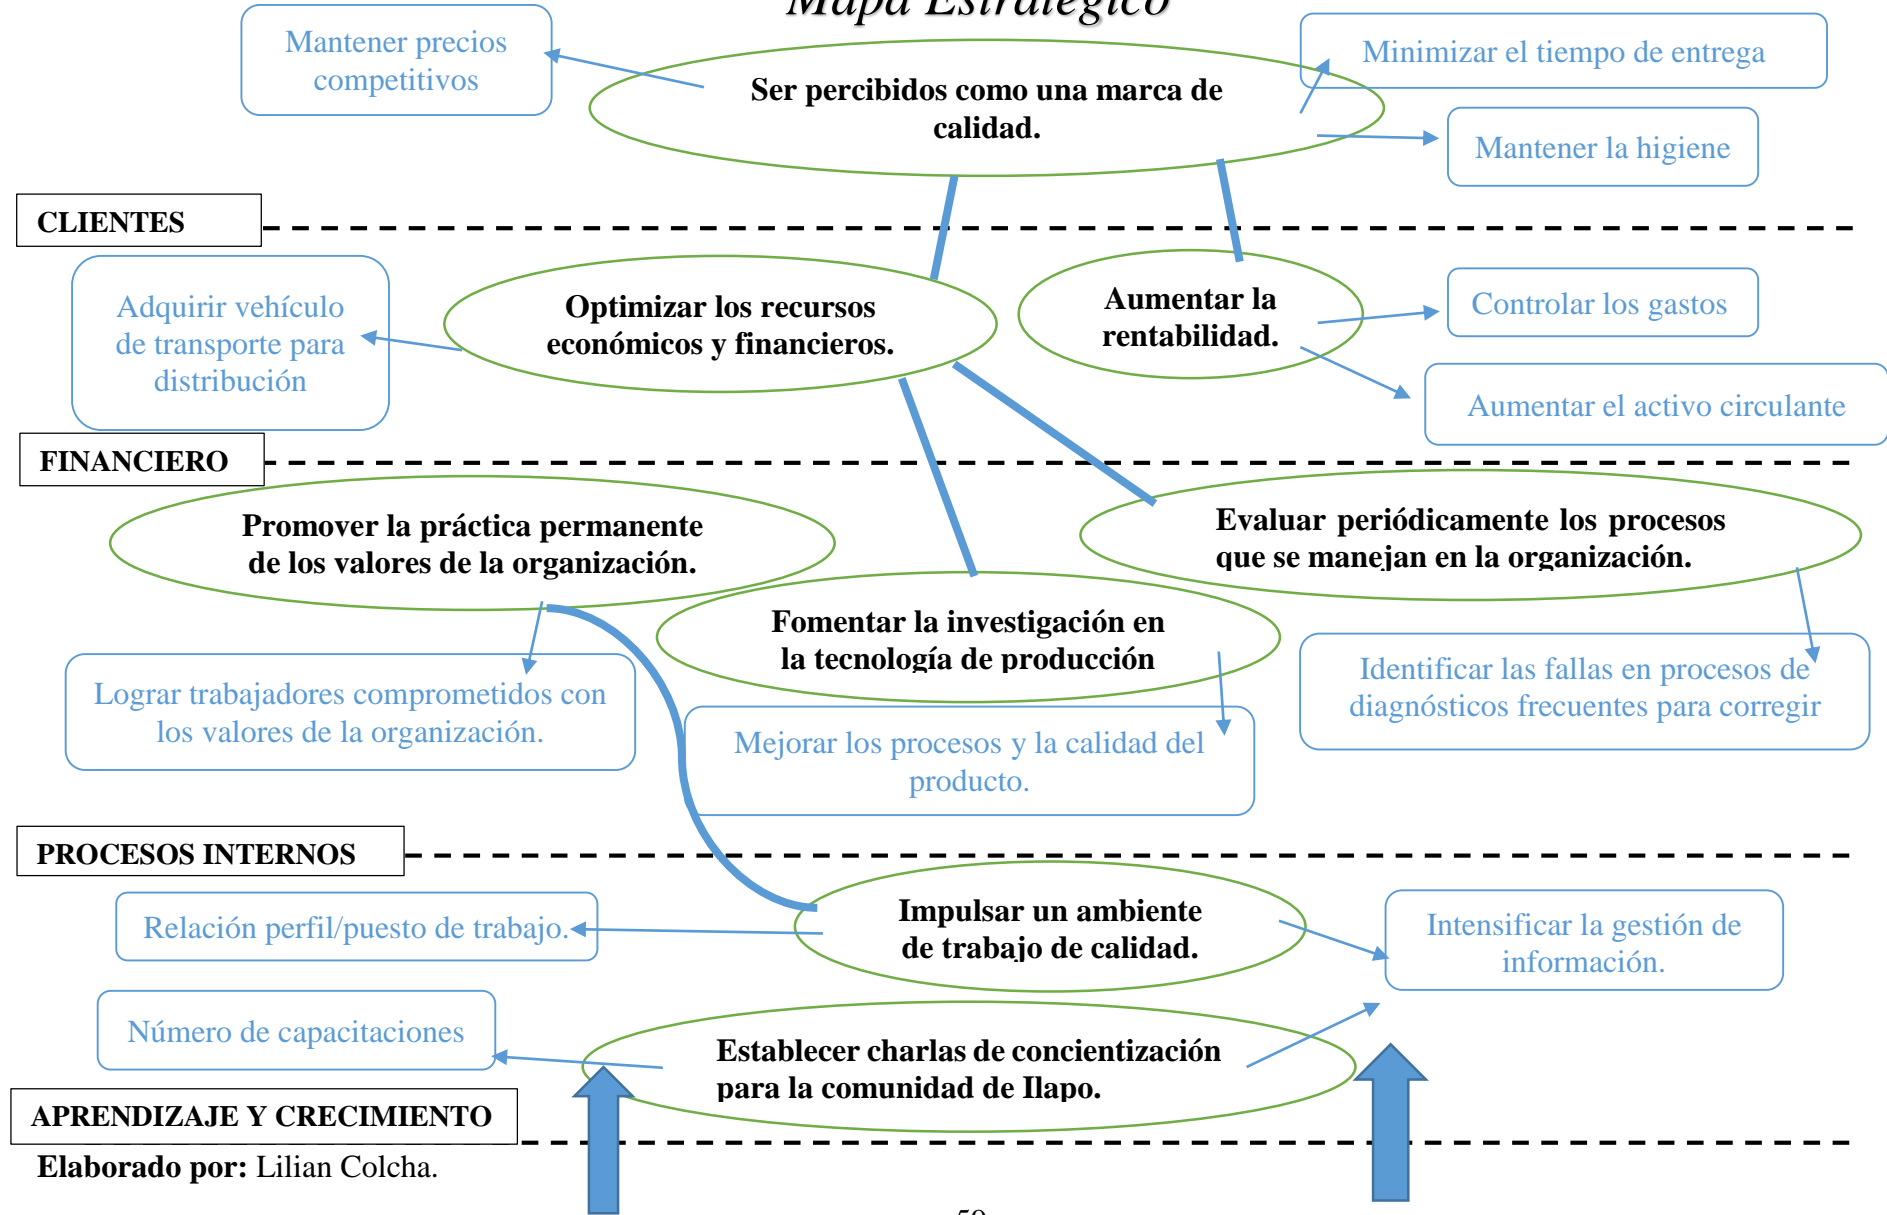 Mapa Estratégico
Mantener precios
competitivos
Ser percibidos como una marca de
calidad.
Minimizar el tiempo de entrega
Mantener la higiene
CLIENTES
Adquirir vehículo
de transporte para
distribución
Optimizar los recursos
económicos y financieros.
Aumentar la
rentabilidad.
Controlar los gastos
Aumentar el activo circulante
FINANCIERO
Promover la práctica permanente
de los valores de la organización.
Evaluar periódicamente los procesos
que se manejan en la organización.
Fomentar la investigación en
la tecnología de producción
Lograr trabajadores comprometidos con
los valores de la organización.
Identificar las fallas en procesos de
diagnósticos frecuentes para corregir
Mejorar los procesos y la calidad del
producto.
PROCESOS INTERNOS
Relación perfil/puesto de trabajo.
Impulsar un ambiente
de trabajo de calidad.
Intensificar la gestión de
información.
Número de capacitaciones
Establecer charlas de concientización
para la comunidad de Ilapo.
APRENDIZAJE Y CRECIMIENTO
Elaborado por: Lilian Colcha.